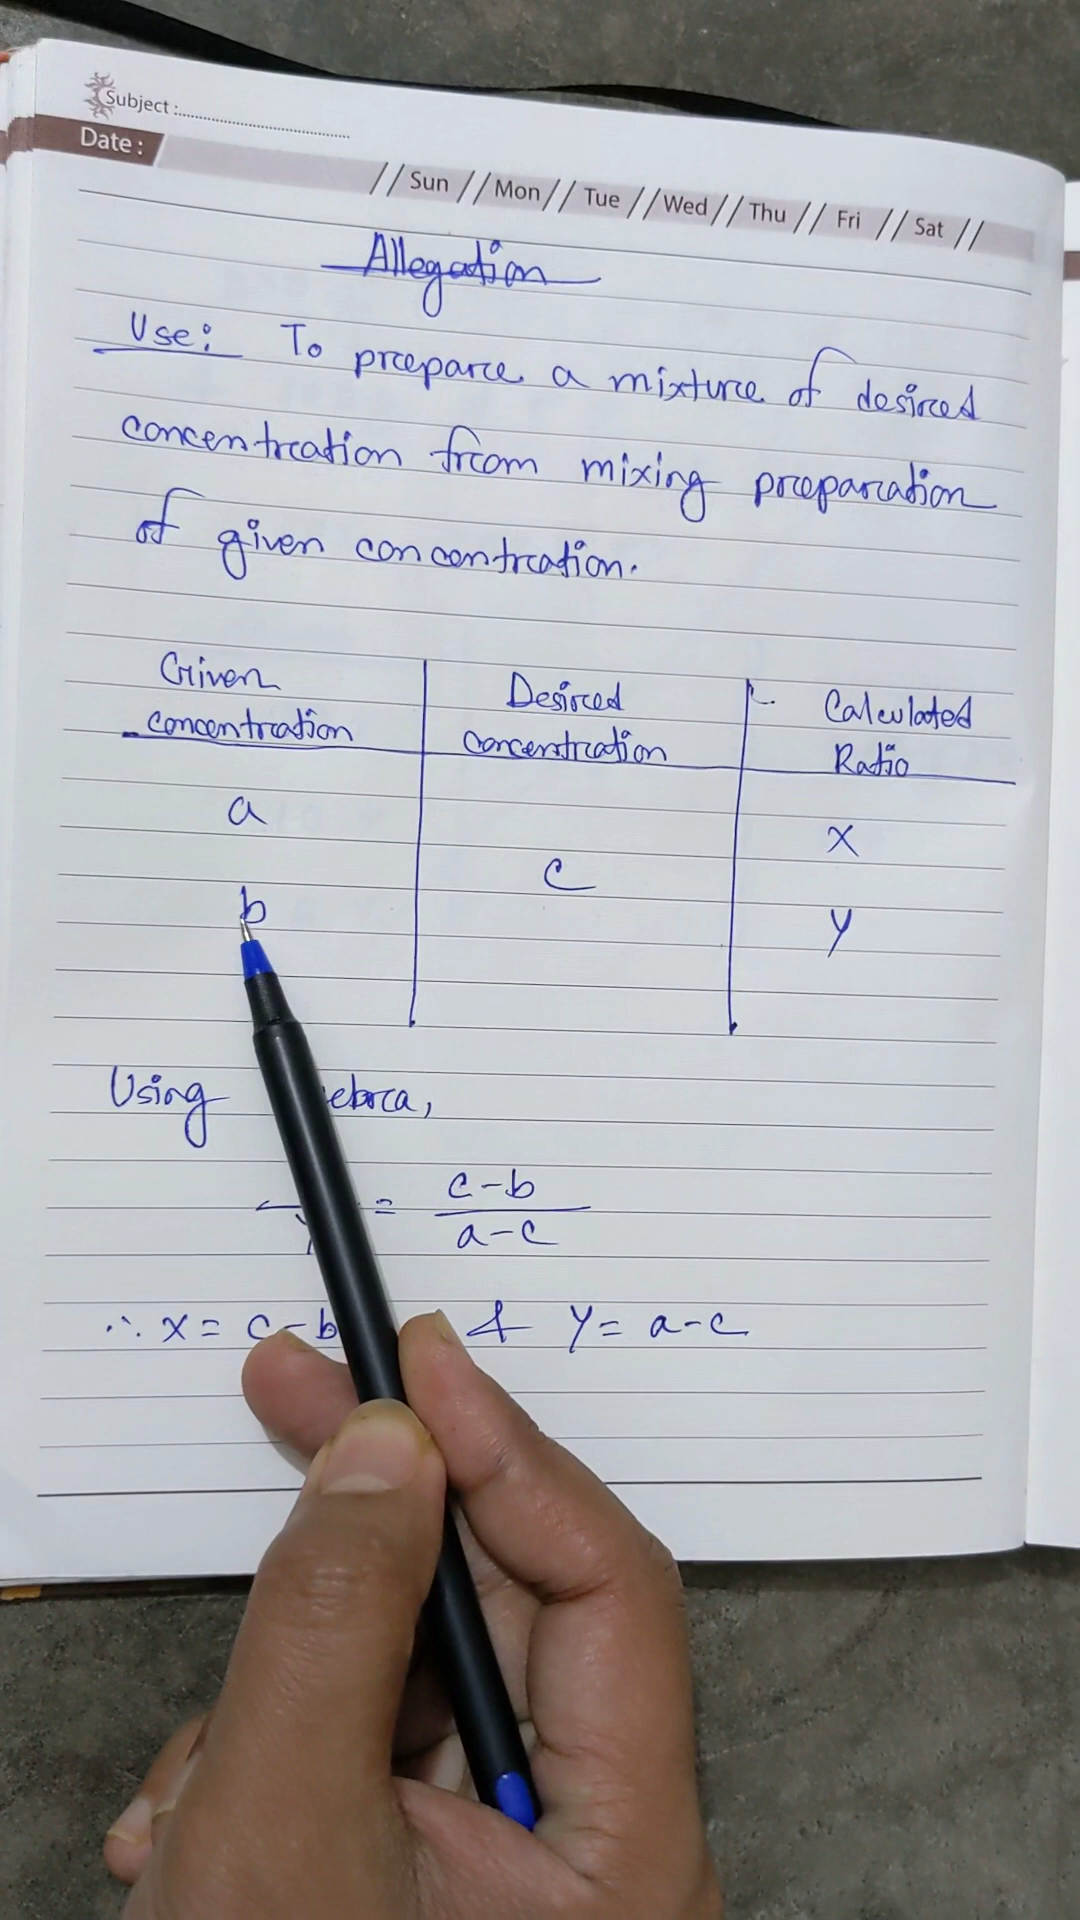 Subject :
Date :
// Sun // Mon // Tue // Wed // Thu // Fri // Sat //
Allegation
Use: To prepare a mixture of desired
concentration from mixing preparation
of given concentration.
Given Desired Calculated
concentration concentration Ratio
a x
c
b y
Using
= c-b
y a-c
∴ x = c-b & y = a-c